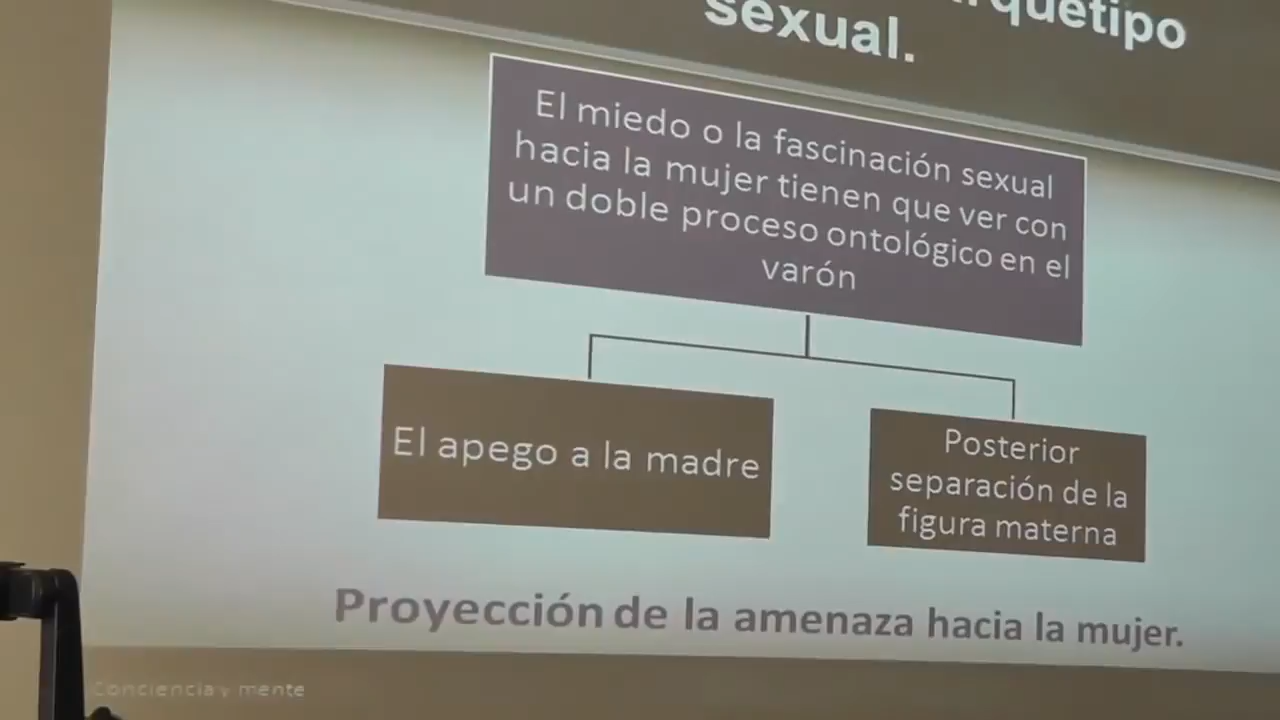 sexual.
El miedo o la fascinación sexual
hacia la mujer tienen que ver con
un doble proceso ontológico en el
varón
El apego a la madre
Posterior
separación de la
figura materna
Proyección de la amenaza hacia la mujer.
Conciencia y mente